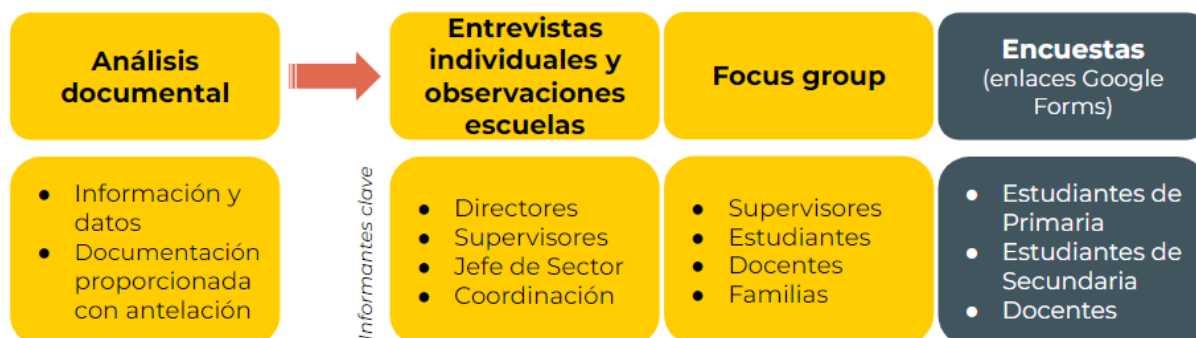 Análisis
documental
Entrevistas
individuales y
observaciones
escuelas
Focus group
Encuestas
(enlaces Google
Forms)
● Información y
datos
● Documentación
proporcionada
con antelación
Informantes clave
● Directores
● Supervisores
● Jefe de Sector
● Coordinación
● Supervisores
● Estudiantes
● Docentes
● Familias
● Estudiantes de
Primaria
● Estudiantes de
Secundaria
● Docentes